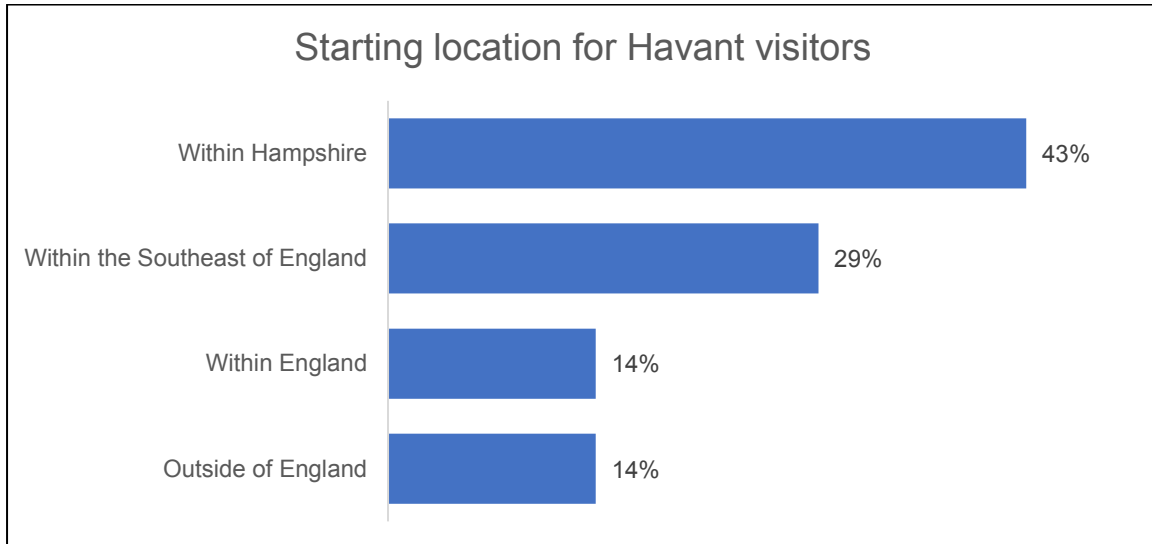 Starting location for Havant visitors
Within Hampshire
43%
Within the Southeast of England
29%
Within England
14%
Outside of England
14%